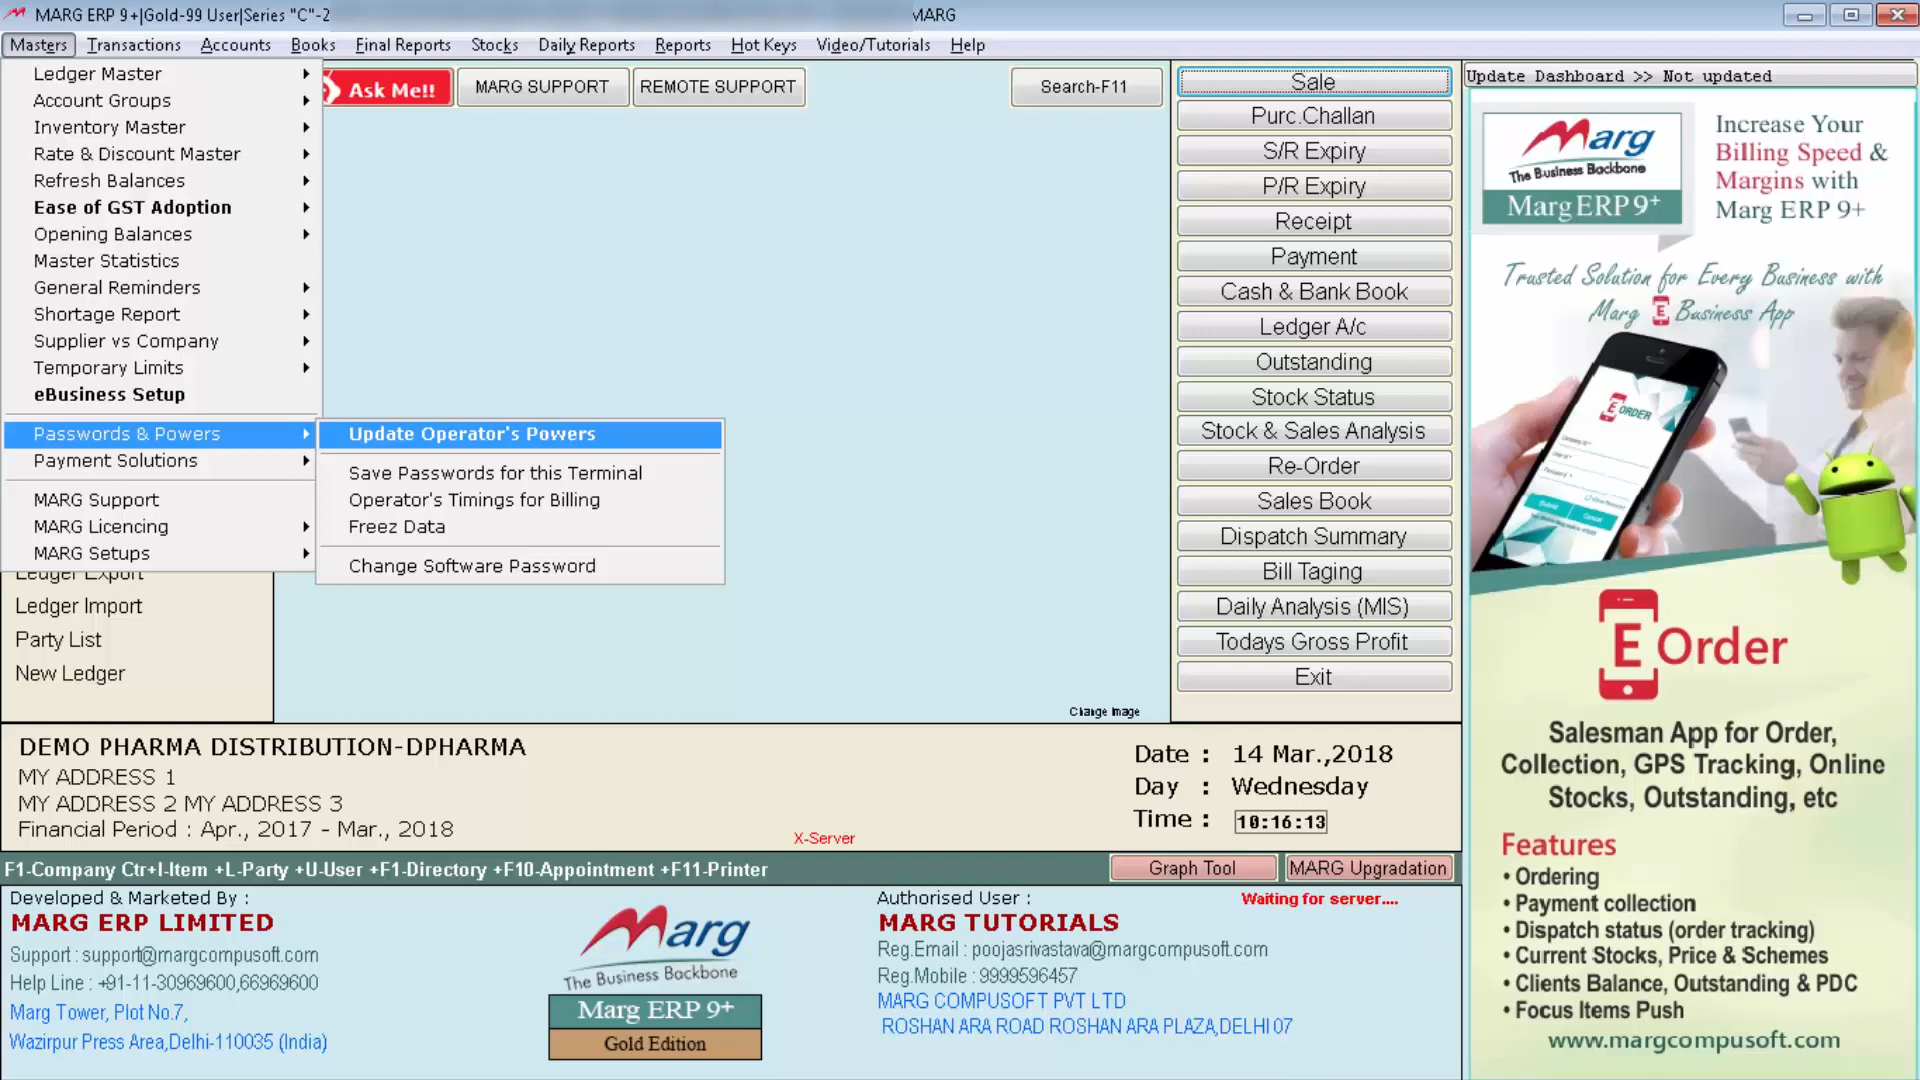 MARG ERP 9+|Gold-99 User|Series "C"-2
MARG
Masters Transactions Accounts Books Final Reports Stocks Daily Reports Reports Hot Keys Video/Tutorials Help
Ledger Master
Account Groups
Inventory Master
Rate & Discount Master
Refresh Balances
Ease of GST Adoption
Opening Balances
Master Statistics
General Reminders
Shortage Report
Supplier vs Company
Temporary Limits
eBusiness Setup
Passwords & Powers
Payment Solutions
MARG Support
MARG Licencing
MARG Setups
Update Operator's Powers
Save Passwords for this Terminal
Operator's Timings for Billing
Freez Data
Change Software Password
Ledger Export
Ledger Import
Party List
New Ledger
Ask Me!!
MARG SUPPORT
REMOTE SUPPORT
Search-F11
Change Image
Sale
Purc.Challan
S/R Expiry
P/R Expiry
Receipt
Payment
Cash & Bank Book
Ledger A/c
Outstanding
Stock Status
Stock & Sales Analysis
Re-Order
Sales Book
Dispatch Summary
Bill Taging
Daily Analysis (MIS)
Todays Gross Profit
Exit
Update Dashboard >> Not updated
Marg
The Business Backbone
Marg ERP 9+
Increase Your
Billing Speed &
Margins with
Marg ERP 9+
Trusted Solution for Every Business with
Marg E Business App
E ORDER
Submit
Cancel
E Order
Salesman App for Order,
Collection, GPS Tracking, Online
Stocks, Outstanding, etc
Features
• Ordering
• Payment collection
• Dispatch status (order tracking)
• Current Stocks, Price & Schemes
• Clients Balance, Outstanding & PDC
• Focus Items Push
www.margcompusoft.com
DEMO PHARMA DISTRIBUTION-DPHARMA
MY ADDRESS 1
MY ADDRESS 2 MY ADDRESS 3
Financial Period : Apr., 2017 - Mar., 2018
X-Server
Date : 14 Mar.,2018
Day : Wednesday
Time : 10:16:13
F1-Company Ctr+I-Item +L-Party +U-User +F1-Directory +F10-Appointment +F11-Printer
Graph Tool
MARG Upgradation
Developed & Marketed By :
MARG ERP LIMITED
Support : support@margcompusoft.com
Help Line : +91-11-30969600,66969600
Marg Tower, Plot No.7,
Wazirpur Press Area,Delhi-110035 (India)
Marg
The Business Backbone
Marg ERP 9+
Gold Edition
Authorised User :
Waiting for server....
MARG TUTORIALS
Reg.Email : poojasrivastava@margcompusoft.com
Reg.Mobile : 9999596457
MARG COMPUSOFT PVT LTD
ROSHAN ARA ROAD ROSHAN ARA PLAZA,DELHI 07